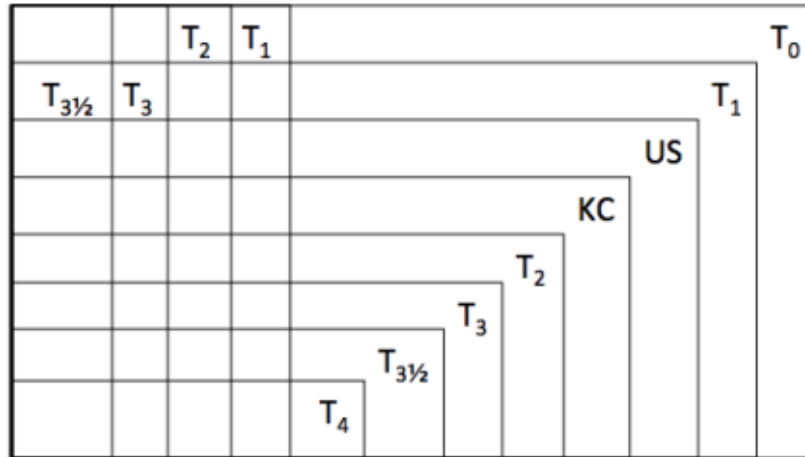 T₂ T₁ T₀
T₃½ T₃ T₁
US
KC
T₂
T₃
T₃½
T₄